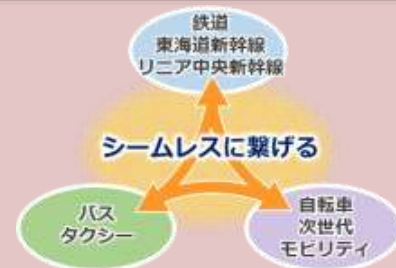 鉄道
東海道新幹線
リニア中央新幹線
シームレスに繋げる
バス
タクシー
自転車
次世代
モビリティ